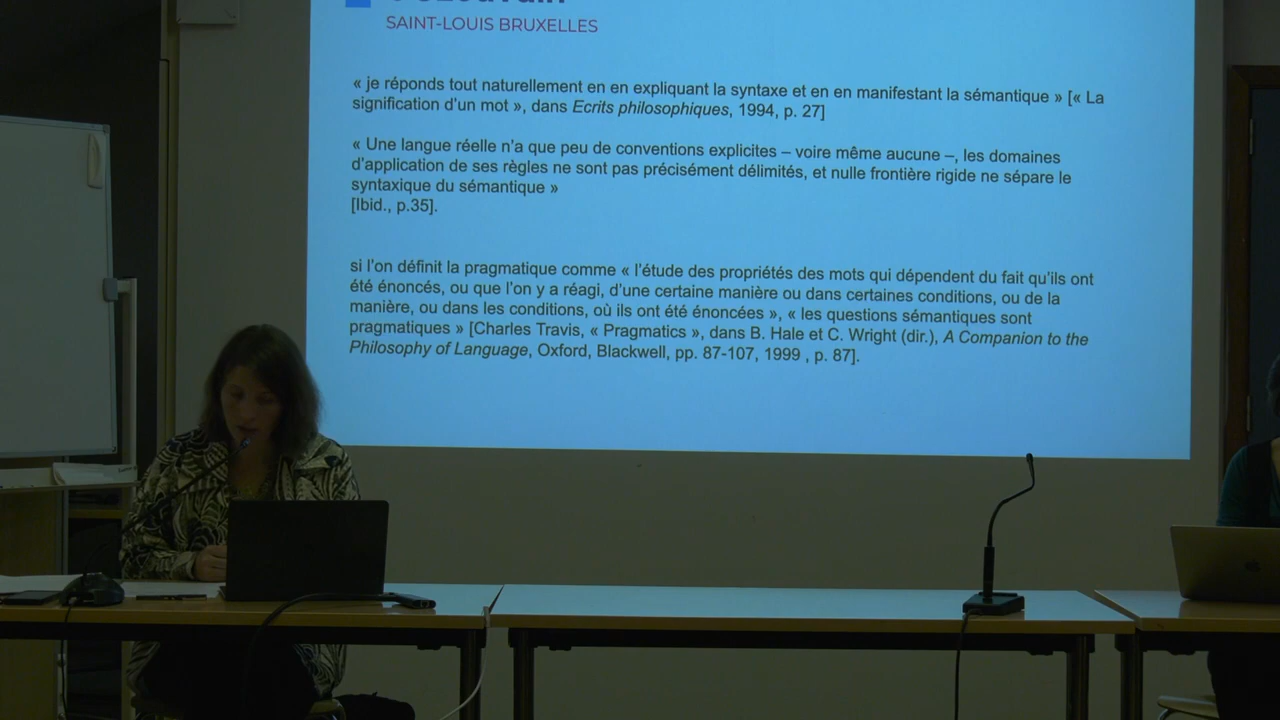 SAINT-LOUIS BRUXELLES
« je réponds tout naturellement en en expliquant la syntaxe et en en manifestant la sémantique » [« La
signification d'un mot », dans Ecrits philosophiques, 1994, p. 27]
« Une langue réelle n'a que peu de conventions explicites – voire même aucune –, les domaines
d'application de ses règles ne sont pas précisément délimités, et nulle frontière rigide ne sépare le
syntaxique du sémantique »
[Ibid., p.35].
si l'on définit la pragmatique comme « l'étude des propriétés des mots qui dépendent du fait qu'ils ont
été énoncés, ou que l'on y a réagi, d'une certaine manière ou dans certaines conditions, ou de la
manière, ou dans les conditions, où ils ont été énoncées », « les questions sémantiques sont
pragmatiques » [Charles Travis, « Pragmatics », dans B. Hale et C. Wright (dir.), A Companion to the
Philosophy of Language, Oxford, Blackwell, pp. 87-107, 1999 , p. 87].